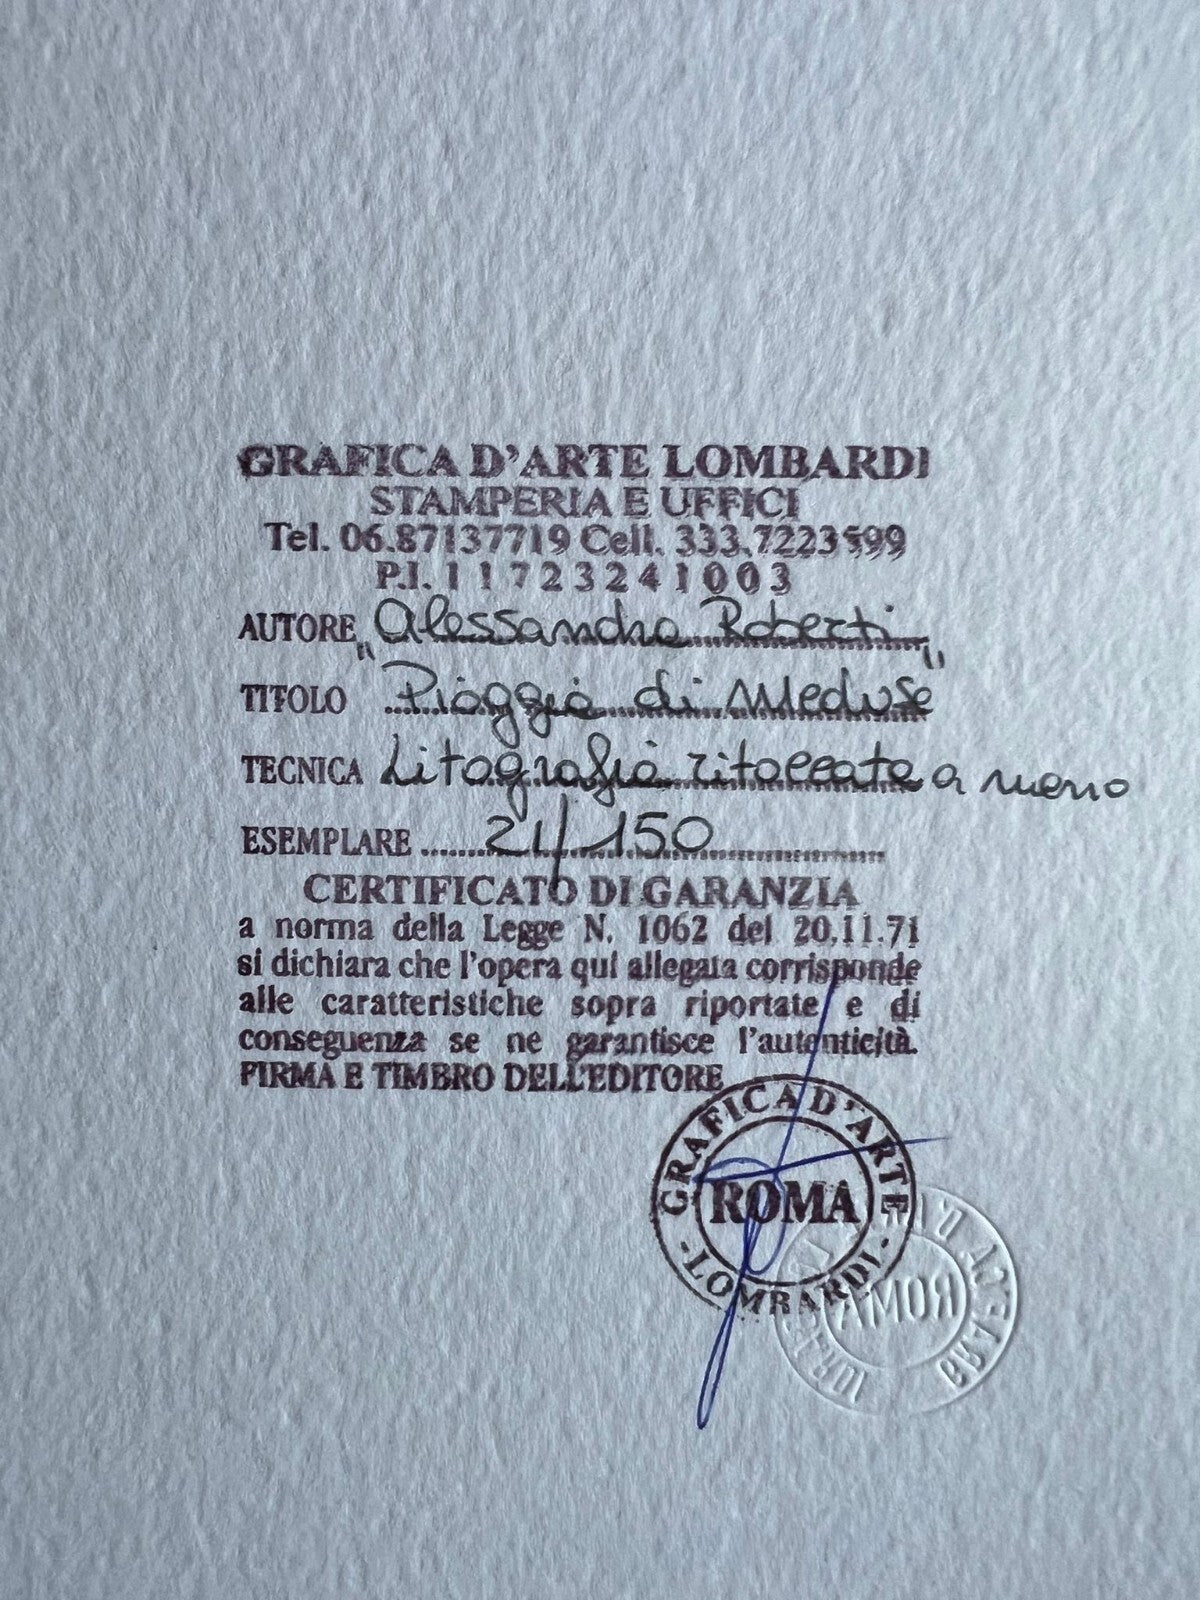 GRAFICA D'ARTE LOMBARDI
STAMPERIA E UFFICI
Tel. 06.87137719 Cell. 333.7223599
P.I. 11723241003
AUTORE Alessandra Roberti
TITOLO "Pioggia di Meduse"
TECNICA Litografia ritoccata a mano
ESEMPLARE 21/150
CERTIFICATO DI GARANZIA
a norma della Legge N. 1062 del 20.11.71
si dichiara che l'opera qui allegata corrisponde
alle caratteristiche sopra riportate e di
conseguenza se ne garantisce l'autenticità.
FIRMA E TIMBRO DELL'EDITORE
GRAFICA D'ARTE
ROMA
- LOMBARDI -
ROMA